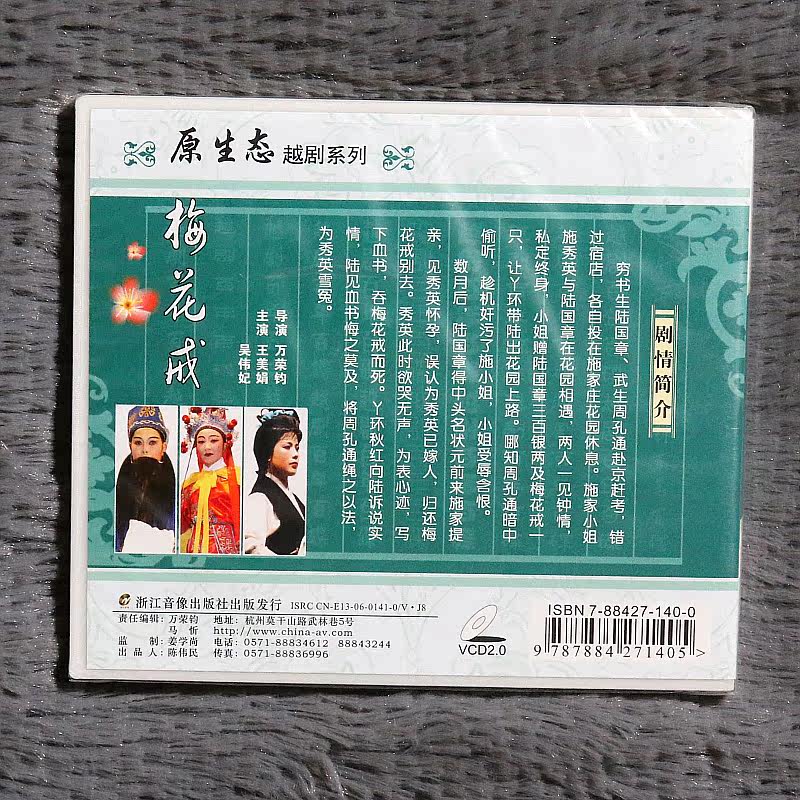 原生态 越剧系列
梅花戒
导演 万荣钧
主演 王美娟
吴伟妃
剧情简介
穷书生陆国章、武生周孔通赴京赶考，错
过宿店，各自投在施家庄花园休息。施家小姐
施秀英与陆国章在花园相遇，两人一见钟情，
私定终身，小姐赠陆国章三百银两及梅花戒一
只，让丫环带陆出花园上路。哪知周孔通暗中
偷听，趁机奸污了施小姐，小姐受辱含恨。
数月后，陆国章得中头名状元前来施家提
亲，见秀英怀孕，误认为秀英已嫁人，归还梅
花戒别去。秀英此时欲哭无声，为表心迹，写
下血书，吞梅花戒而死。丫环秋红向陆诉说实
情，陆见血书悔之莫及，将周孔通绳之以法，
为秀英雪冤。
浙江音像出版社出版发行 ISRC CN-E13-06-0141-0/V·J8
责任编辑：万荣钧 地址：杭州莫干山路武林巷5号
马 忻 http://www.china-av.com
监 制：姜学尚 电话：0571-88834612 88843244
出 品 人：陈伟民 传真：0571-88836996
VCD2.0
ISBN 7-88427-140-0
9 787884 271405 >